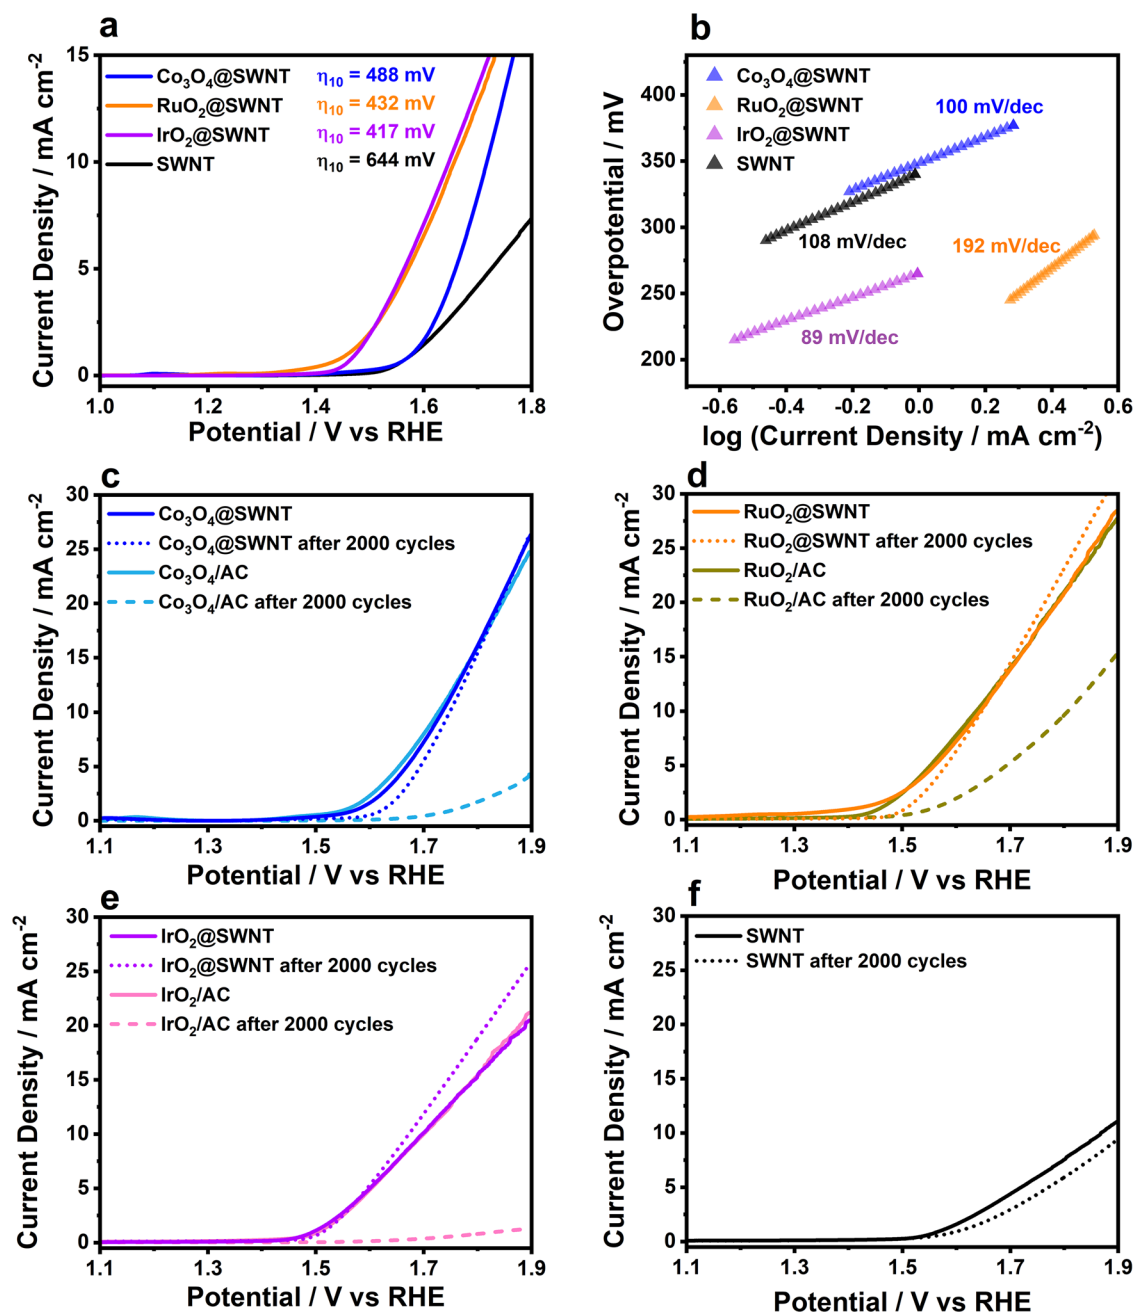 a
Current Density / mA cm⁻²
15
10
5
0
Co₃O₄@SWNT η₁₀ = 488 mV
RuO₂@SWNT η₁₀ = 432 mV
IrO₂@SWNT η₁₀ = 417 mV
SWNT η₁₀ = 644 mV
1.0 1.2 1.4 1.6 1.8
Potential / V vs RHE
b
Overpotential / mV
400
350
300
250
200
Co₃O₄@SWNT
RuO₂@SWNT
IrO₂@SWNT
SWNT
100 mV/dec
108 mV/dec
192 mV/dec
89 mV/dec
-0.6 -0.2 0.0 0.2 0.6
log (Current Density / mA cm⁻²)
c
Current Density / mA cm⁻²
30
25
20
15
10
5
0
Co₃O₄@SWNT
Co₃O₄@SWNT after 2000 cycles
Co₃O₄/AC
Co₃O₄/AC after 2000 cycles
1.1 1.3 1.5 1.7 1.9
Potential / V vs RHE
d
Current Density / mA cm⁻²
30
25
20
15
10
5
0
RuO₂@SWNT
RuO₂@SWNT after 2000 cycles
RuO₂/AC
RuO₂/AC after 2000 cycles
1.1 1.3 1.5 1.7 1.9
Potential / V vs RHE
e
Current Density / mA cm⁻²
30
25
20
15
10
5
0
IrO₂@SWNT
IrO₂@SWNT after 2000 cycles
IrO₂/AC
IrO₂/AC after 2000 cycles
1.1 1.3 1.5 1.7 1.9
Potential / V vs RHE
f
Current Density / mA cm⁻²
30
25
20
15
10
5
0
SWNT
SWNT after 2000 cycles
1.1 1.3 1.5 1.7 1.9
Potential / V vs RHE